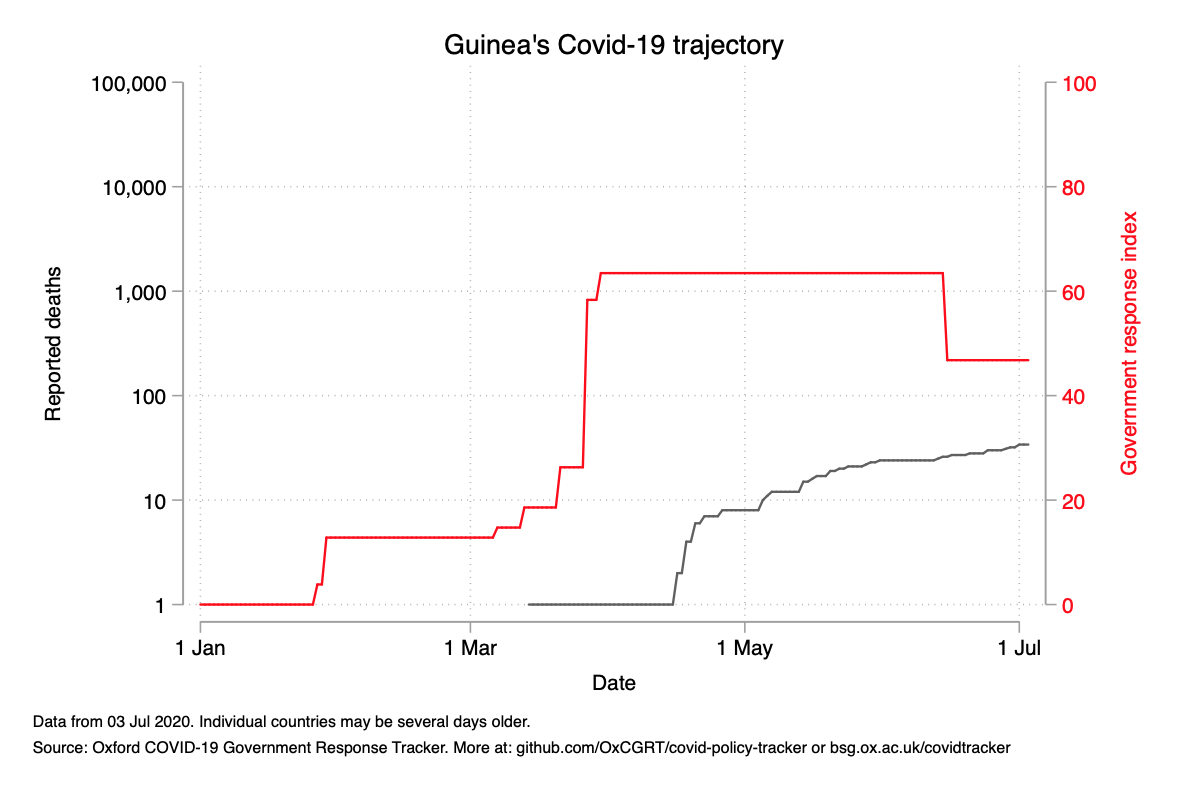 Guinea's Covid-19 trajectory
100,000
10,000
1,000
100
10
1
Reported deaths
100
80
60
40
20
0
Government response index
1 Jan
1 Mar
1 May
1 Jul
Date
Data from 03 Jul 2020. Individual countries may be several days older.
Source: Oxford COVID-19 Government Response Tracker. More at: github.com/OxCGRT/covid-policy-tracker or bsg.ox.ac.uk/covidtracker